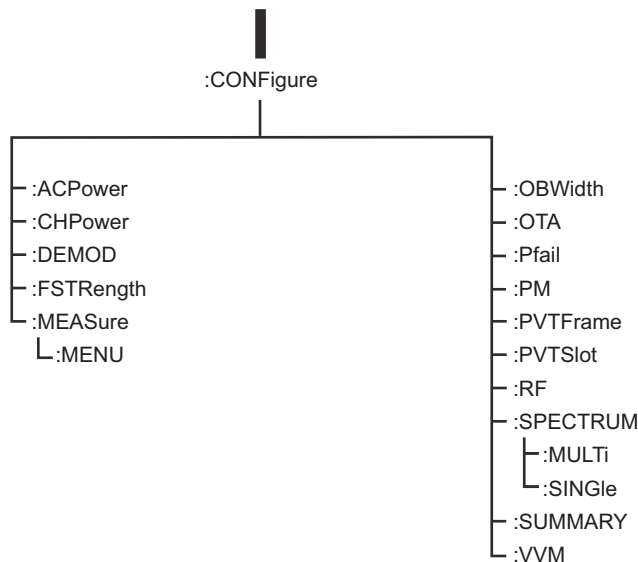 :CONFigure
:ACPower
:CHPower
:DEMOD
:FSTRength
:MEASure
:MENU
:OBWidth
:OTA
:Pfail
:PM
:PVTFrame
:PVTSlot
:RF
:SPECTRUM
:MULTi
:SINGle
:SUMMARY
:VVM